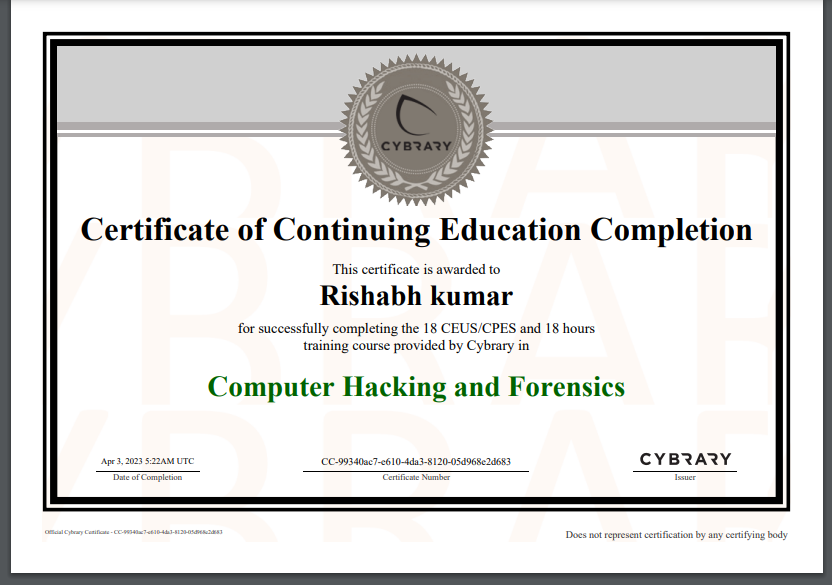 CYBRARY
Certificate of Continuing Education Completion
This certificate is awarded to
Rishabh kumar
for successfully completing the 18 CEUS/CPES and 18 hours
training course provided by Cybrary in
Computer Hacking and Forensics
Apr 3, 2023 5:22AM UTC
Date of Completion
CC-99340ac7-e610-4da3-8120-05d968e2d683
Certificate Number
CYBRARY
Issuer
Official Cybrary Certificate - CC-99340ac7-e610-4da3-8120-05d968e2d683
Does not represent certification by any certifying body